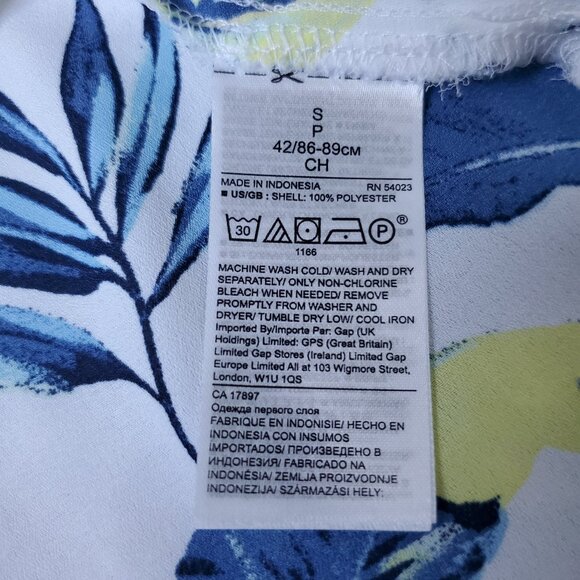 S
P
42/86-89см
CH
MADE IN INDONESIA RN 54023
■ US/GB : SHELL: 100% POLYESTER
30 P ®
1166
MACHINE WASH COLD/ WASH AND DRY
SEPARATELY/ ONLY NON-CHLORINE
BLEACH WHEN NEEDED/ REMOVE
PROMPTLY FROM WASHER AND
DRYER/ TUMBLE DRY LOW/ COOL IRON
Imported By/Importe Par: Gap (UK
Holdings) Limited: GPS (Great Britain)
Limited Gap Stores (Ireland) Limited Gap
Europe Limited All at 103 Wigmore Street,
London, W1U 1QS
CA 17897
Одежда первого слоя
FABRIQUE EN INDONISIE/ HECHO EN
INDONESIA CON INSUMOS
IMPORTADOS/ ПРОИЗВЕДЕНО В
ИНДОНЕЗИИ/ FABRICADO NA
INDONÉSIA/ ZEMLJA PROIZVODNJE
INDONEZIJA/ SZÁRMAZÁSI HELY: